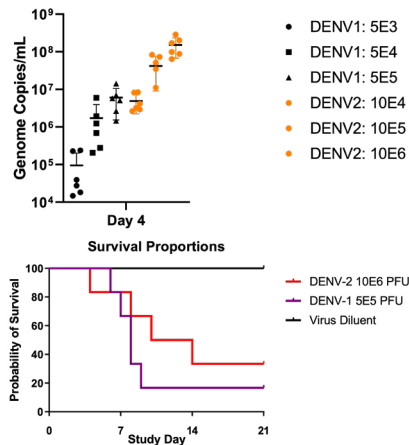 Genome Copies/mL
10⁹
10⁸
10⁷
10⁶
10⁵
10⁴
Day 4
DENV1: 5E3
DENV1: 5E4
DENV1: 5E5
DENV2: 10E4
DENV2: 10E5
DENV2: 10E6
Survival Proportions
Probability of Survival
100
80
60
40
20
0
0 7 14 21
Study Day
DENV-2 10E6 PFU
DENV-1 5E5 PFU
Virus Diluent